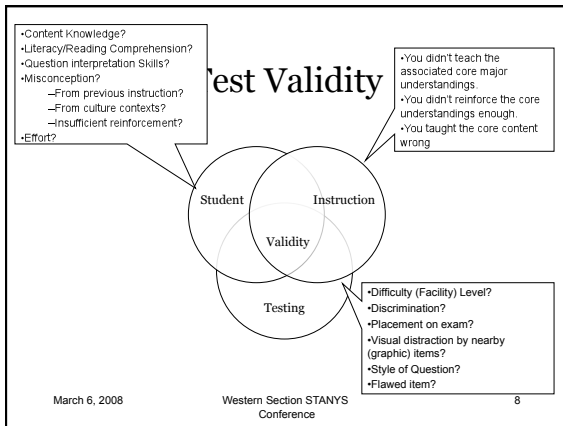 •Content Knowledge?
•Literacy/Reading Comprehension?
•Question interpretation Skills?
•Misconception?
–From previous instruction?
–From culture contexts?
–Insufficient reinforcement?
•Effort?
Validity
•You didn't teach the
associated core major
understandings.
•You didn't reinforce the core
understandings enough.
•You taught the core content
wrong
Student
Instruction
Validity
Testing
•Difficulty (Facility) Level?
•Discrimination?
•Placement on exam?
•Visual distraction by nearby
(graphic) items?
•Style of Question?
•Flawed item?
March 6, 2008
Western Section STANYS
Conference
8